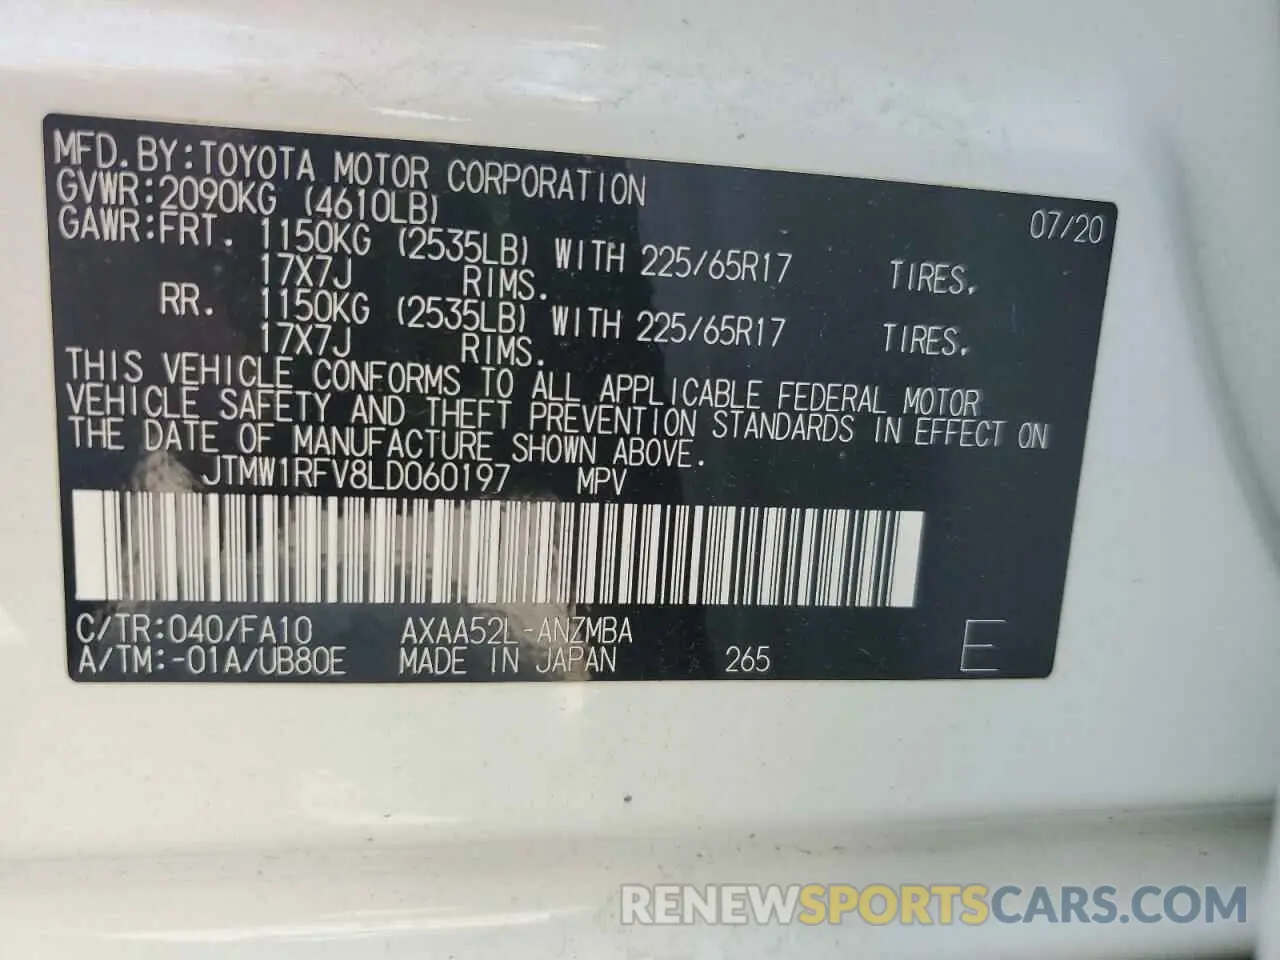 MFD.BY:TOYOTA MOTOR CORPORATION 07/20
GVWR:2090KG (4610LB)
GAWR:FRT. 1150KG (2535LB) WITH 225/65R17 TIRES.
17X7J RIMS.
RR. 1150KG (2535LB) WITH 225/65R17 TIRES.
17X7J RIMS.
THIS VEHICLE CONFORMS TO ALL APPLICABLE FEDERAL MOTOR
VEHICLE SAFETY AND THEFT PREVENTION STANDARDS IN EFFECT ON
THE DATE OF MANUFACTURE SHOWN ABOVE.
JTMW1RFV8LD060197 MPV
C/TR:040/FA10 AXAA52L-ANZMBA
A/TM:-01A/UB80E MADE IN JAPAN 265 E
RENEWSPORTSCARS.COM